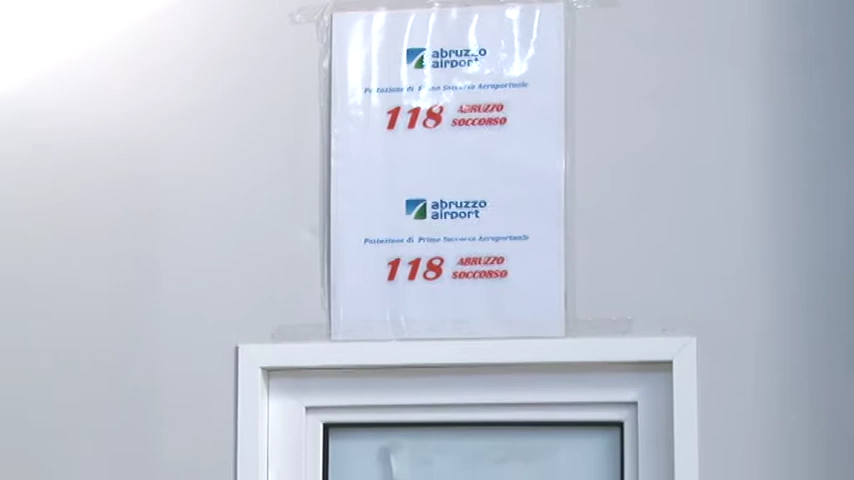 abruzzo
airport
Postazione di Primo Soccorso Aeroportuale
118 ABRUZZO
SOCCORSO
abruzzo
airport
Postazione di Primo Soccorso Aeroportuale
118 ABRUZZO
SOCCORSO